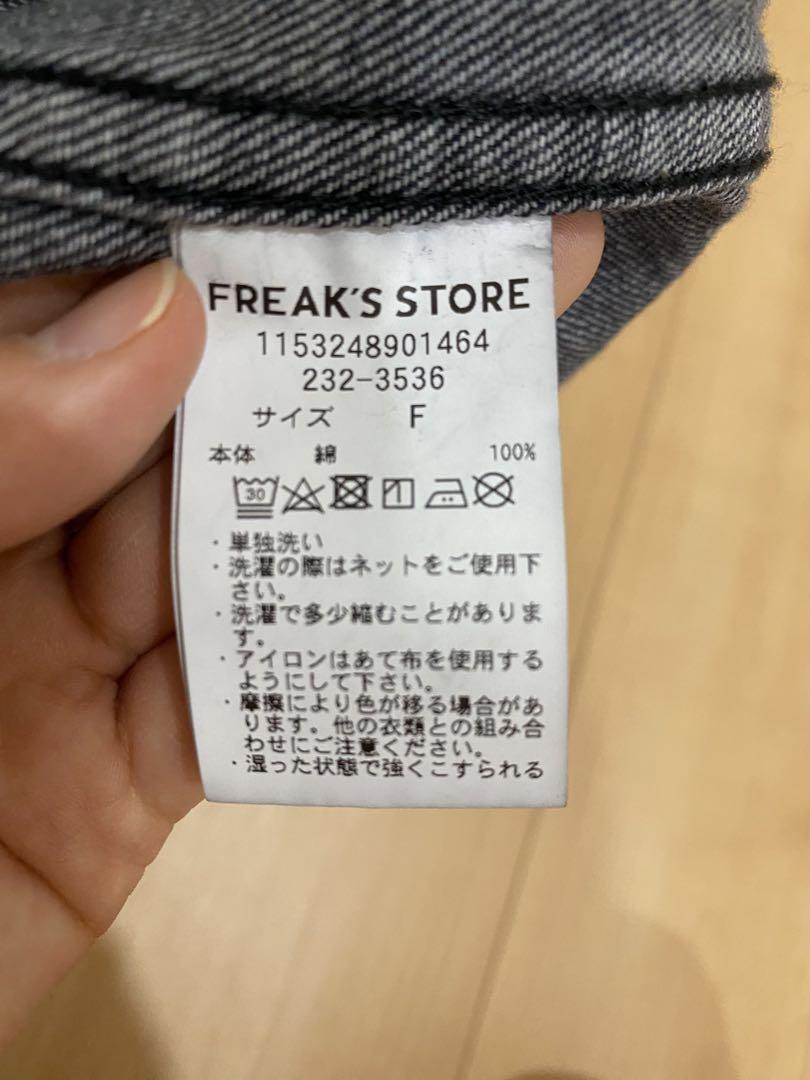 FREAK'S STORE
1153248901464
232-3536
サイズ F
本体 綿 100%
30
・単独洗い
・洗濯の際はネットをご使用下
さい。
・洗濯で多少縮むことがありま
す。
・アイロンはあて布を使用する
ようにして下さい。
・摩擦により色が移る場合があ
ります。他の衣類との組み合
わせにご注意ください。
・湿った状態で強くこすられる